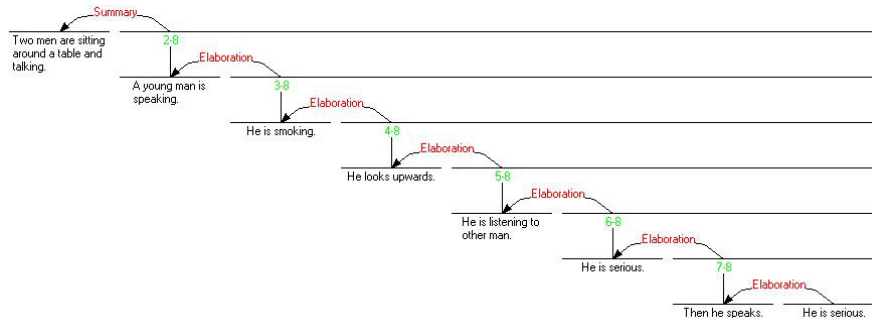 Summary
Two men are sitting
around a table and
talking.
2-8
Elaboration
A young man is
speaking.
3-8
Elaboration
He is smoking.
4-8
Elaboration
He looks upwards.
5-8
Elaboration
He is listening to
other man.
6-8
Elaboration
He is serious.
7-8
Elaboration
Then he speaks.
He is serious.